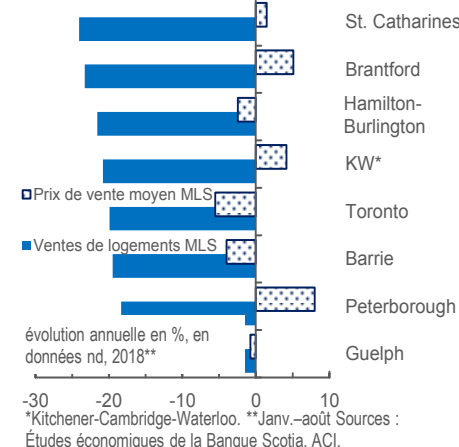 St. Catharines
Brantford
Hamilton-
Burlington
KW*
Prix de vente moyen MLS
Toronto
Ventes de logements MLS
Barrie
Peterborough
évolution annuelle en %, en
données nd, 2018**
Guelph
-30 -20 -10 0 10
*Kitchener-Cambridge-Waterloo. **Janv.–août Sources :
Études économiques de la Banque Scotia, ACI.